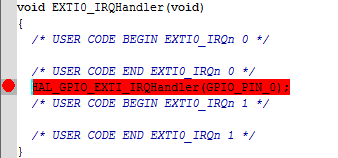 void EXTI0_IRQHandler(void)
{
/* USER CODE BEGIN EXTI0_IRQn 0 */
/* USER CODE END EXTI0_IRQn 0 */
HAL_GPIO_EXTI_IRQHandler(GPIO_PIN_0);
/* USER CODE BEGIN EXTI0_IRQn 1 */
/* USER CODE END EXTI0_IRQn 1 */
}